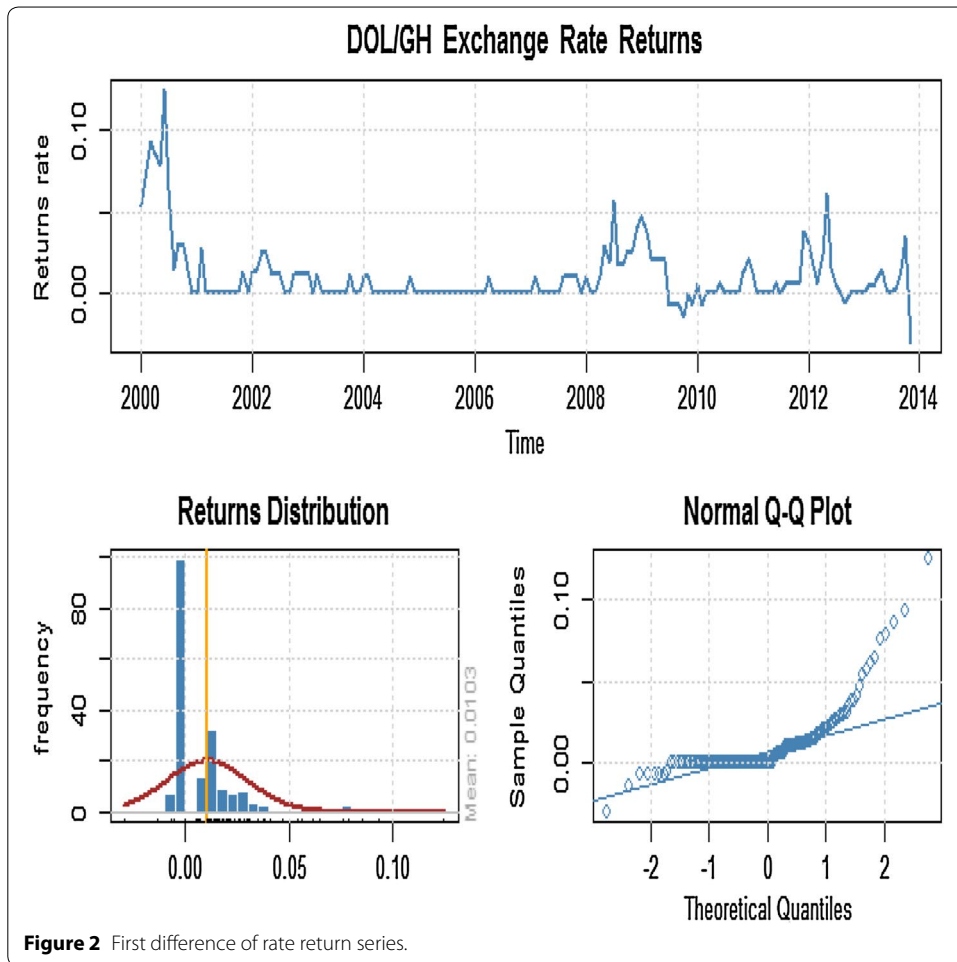 DOL/GH Exchange Rate Returns
Returns rate
0.10
0.00
2000 2002 2004 2006 2008 2010 2012 2014
Time
Returns Distribution
frequency
80
40
0
0.00 0.05 0.10
Mean: 0.0103
Normal Q-Q Plot
Sample Quantiles
0.10
0.00
-2 -1 0 1 2
Theoretical Quantiles
Figure 2 First difference of rate return series.